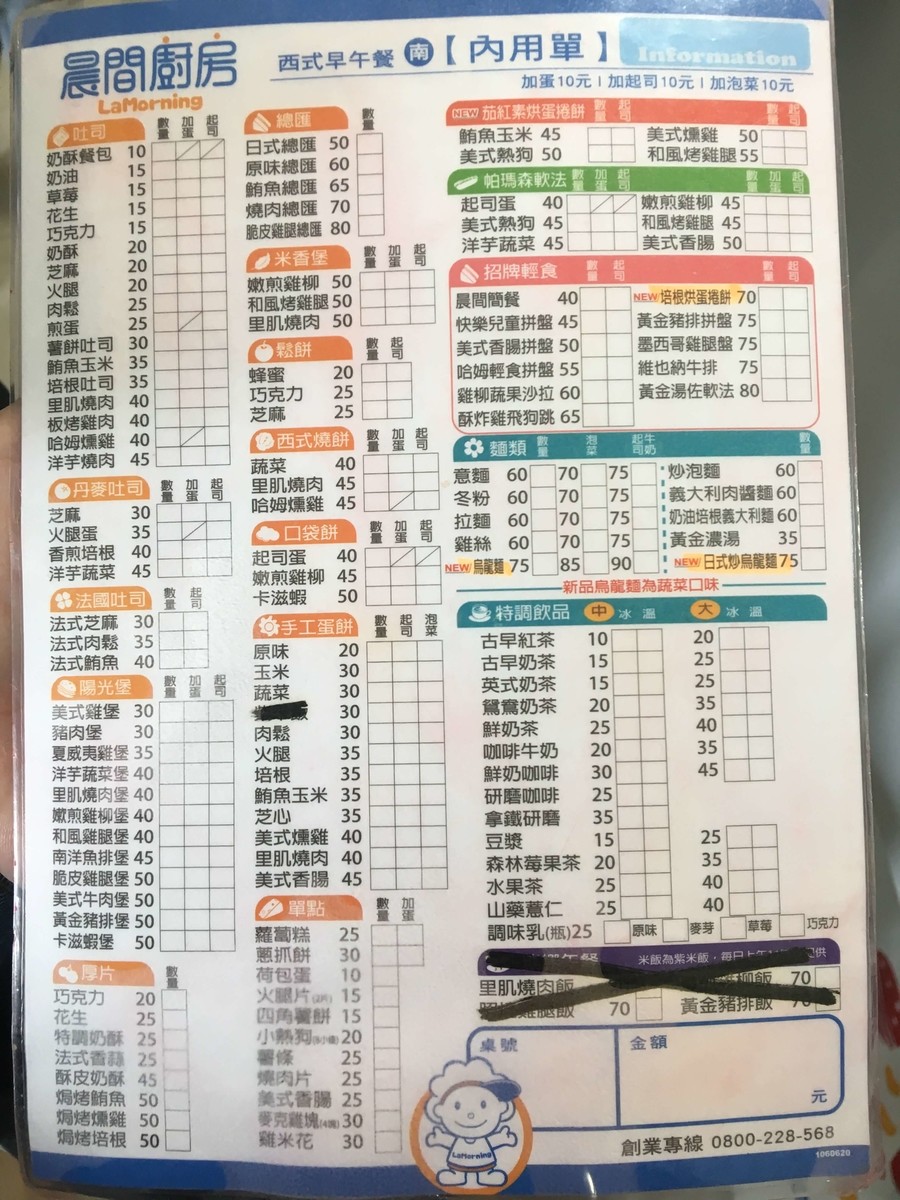 晨間廚房
LaMorning
西式早午餐 南【內用單】
Information
加蛋10元 | 加起司10元 | 加泡菜10元
吐司 數量 加蛋 起司
奶酥餐包 10
奶油 15
草莓 15
花生 15
巧克力 15
奶酥 20
芝麻 20
火腿 20
肉鬆 25
煎蛋 25
薯餅吐司 30
鮪魚玉米 35
培根吐司 35
里肌燒肉 40
板烤雞肉 40
哈姆燻雞 40
洋芋燒肉 45
丹麥吐司 數量 加蛋 起司
芝麻 30
火腿蛋 35
香煎培根 40
洋芋蔬菜 45
法國吐司 數量 起司
法式芝麻 30
法式肉鬆 35
法式鮪魚 40
陽光堡 數量 加蛋 起司
美式雞堡 30
豬肉堡 30
夏威夷雞堡 35
洋芋蔬菜堡 40
里肌燒肉堡 40
嫩煎雞柳堡 40
和風雞腿堡 40
南洋魚排堡 45
脆皮雞腿堡 50
美式牛肉堡 50
黃金豬排堡 50
卡滋蝦堡 50
厚片 數量
巧克力 20
花生 25
特調奶酥 25
法式香蒜 25
酥皮奶酥 45
焗烤鮪魚 50
焗烤燻雞 50
焗烤培根 50
總匯 數量
日式總匯 50
原味總匯 60
鮪魚總匯 65
燒肉總匯 70
脆皮雞腿總匯 80
米香堡 數量 加蛋 起司
嫩煎雞柳 50
和風烤雞腿 50
里肌燒肉 50
鬆餅 數量 起司
蜂蜜 20
巧克力 25
芝麻 25
西式燒餅 數量 加蛋 起司
蔬菜 40
里肌燒肉 45
哈姆燻雞 45
口袋餅 數量 加蛋 起司
起司蛋 40
嫩煎雞柳 45
卡滋蝦 50
手工蛋餅 數量 起司 泡菜
原味 20
玉米 30
蔬菜 30
30
肉鬆 30
火腿 35
培根 35
鮪魚玉米 35
芝心 35
美式燻雞 40
里肌燒肉 40
美式香腸 45
單點 數量 加蛋
蘿蔔糕 25
蔥抓餅 30
荷包蛋 10
火腿片(2片) 15
四角薯餅 15
小熱狗 20
薯條 25
燒肉片 25
美式香腸 25
麥克雞塊(4塊) 30
雞米花 30
NEW 茄紅素烘蛋捲餅 數量 起司 數量 起司
鮪魚玉米 45 美式燻雞 50
美式熱狗 50 和風烤雞腿 55
帕瑪森軟法 數量 加蛋 起司 數量 加蛋 起司
起司蛋 40 嫩煎雞柳 45
美式熱狗 45 和風烤雞腿 45
洋芋蔬菜 45 美式香腸 50
招牌輕食 數量 起司 數量 起司
晨間簡餐 40 NEW 培根烘蛋捲餅 70
快樂兒童拼盤 45 黃金豬排拼盤 75
美式香腸拼盤 50 墨西哥雞腿盤 75
哈姆輕食拼盤 55 維也納牛排 75
雞柳蔬果沙拉 60 黃金湯佐軟法 80
酥炸雞飛狗跳 65
麵類 數量 泡菜 起司牛奶 數量
意麵 60 70 75 炒泡麵 60
冬粉 60 70 75 義大利肉醬麵 60
拉麵 60 70 75 奶油培根義大利麵 60
雞絲 60 70 75 黃金濃湯 35
NEW 烏龍麵 75 85 90 NEW 日式炒烏龍麵 75
新品烏龍麵為蔬菜口味
特調飲品 中 冰 溫 大 冰 溫
古早紅茶 10 20
古早奶茶 15 25
英式奶茶 15 25
鴛鴦奶茶 20 35
鮮奶茶 25 40
咖啡牛奶 20 35
鮮奶咖啡 30 45
研磨咖啡 25
拿鐵研磨 35
豆漿 15 25
森林莓果茶 20 35
水果茶 25 40
山藥薏仁 25 40
調味乳(瓶)25 原味 麥芽 草莓 巧克力
米飯為紫米飯,每日上午 供
里肌燒肉飯 柳飯 70
雞腿飯 70 黃金豬排飯 70
桌號 金額
元
LaMorning
創業專線 0800-228-568
1060620